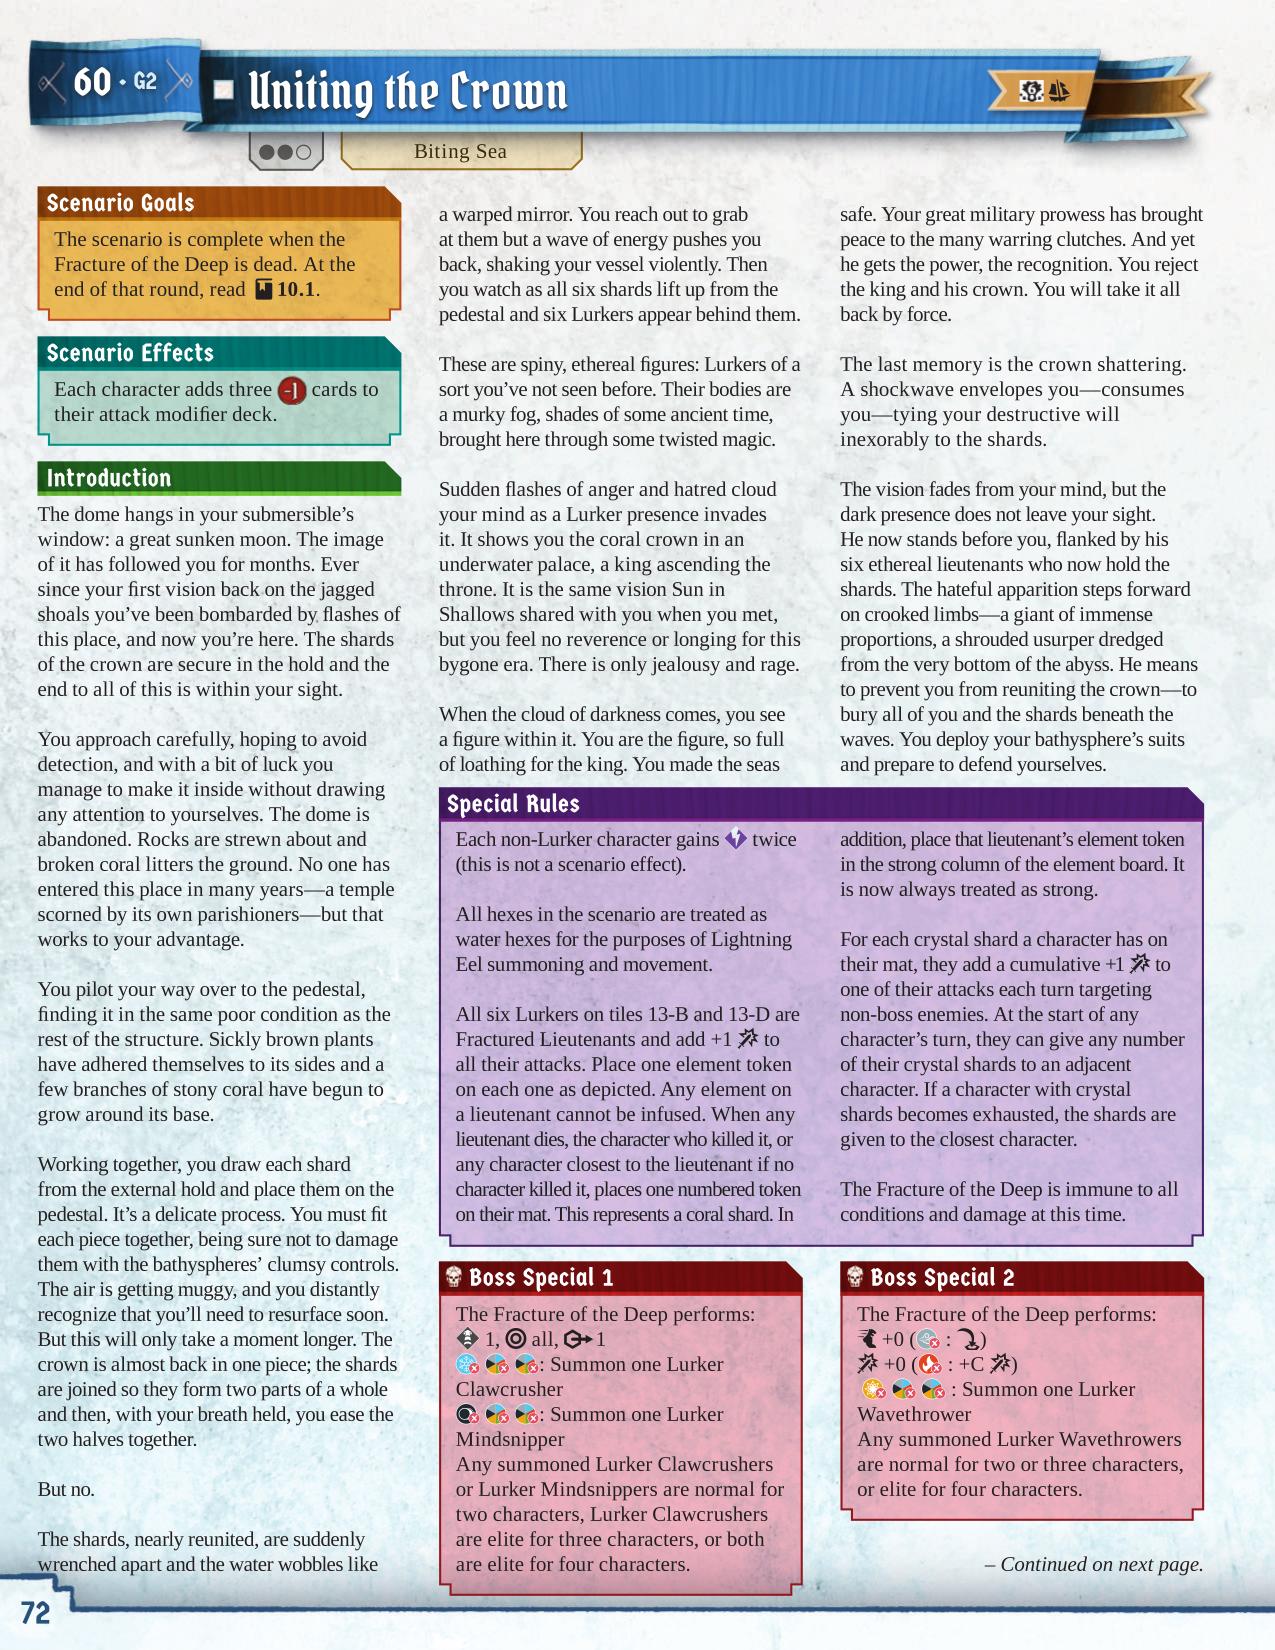 60 · G2
Uniting the Crown
6
Biting Sea
Scenario Goals
The scenario is complete when the
Fracture of the Deep is dead. At the
end of that round, read 10.1.
Scenario Effects
Each character adds three -1 cards to
their attack modifier deck.
Introduction
The dome hangs in your submersible’s
window: a great sunken moon. The image
of it has followed you for months. Ever
since your first vision back on the jagged
shoals you’ve been bombarded by flashes of
this place, and now you’re here. The shards
of the crown are secure in the hold and the
end to all of this is within your sight.
You approach carefully, hoping to avoid
detection, and with a bit of luck you
manage to make it inside without drawing
any attention to yourselves. The dome is
abandoned. Rocks are strewn about and
broken coral litters the ground. No one has
entered this place in many years—a temple
scorned by its own parishioners—but that
works to your advantage.
You pilot your way over to the pedestal,
finding it in the same poor condition as the
rest of the structure. Sickly brown plants
have adhered themselves to its sides and a
few branches of stony coral have begun to
grow around its base.
Working together, you draw each shard
from the external hold and place them on the
pedestal. It’s a delicate process. You must fit
each piece together, being sure not to damage
them with the bathyspheres’ clumsy controls.
The air is getting muggy, and you distantly
recognize that you’ll need to resurface soon.
But this will only take a moment longer. The
crown is almost back in one piece; the shards
are joined so they form two parts of a whole
and then, with your breath held, you ease the
two halves together.
But no.
The shards, nearly reunited, are suddenly
wrenched apart and the water wobbles like
a warped mirror. You reach out to grab
at them but a wave of energy pushes you
back, shaking your vessel violently. Then
you watch as all six shards lift up from the
pedestal and six Lurkers appear behind them.
These are spiny, ethereal figures: Lurkers of a
sort you’ve not seen before. Their bodies are
a murky fog, shades of some ancient time,
brought here through some twisted magic.
Sudden flashes of anger and hatred cloud
your mind as a Lurker presence invades
it. It shows you the coral crown in an
underwater palace, a king ascending the
throne. It is the same vision Sun in
Shallows shared with you when you met,
but you feel no reverence or longing for this
bygone era. There is only jealousy and rage.
When the cloud of darkness comes, you see
a figure within it. You are the figure, so full
of loathing for the king. You made the seas
safe. Your great military prowess has brought
peace to the many warring clutches. And yet
he gets the power, the recognition. You reject
the king and his crown. You will take it all
back by force.
The last memory is the crown shattering.
A shockwave envelopes you—consumes
you—tying your destructive will
inexorably to the shards.
The vision fades from your mind, but the
dark presence does not leave your sight.
He now stands before you, flanked by his
six ethereal lieutenants who now hold the
shards. The hateful apparition steps forward
on crooked limbs—a giant of immense
proportions, a shrouded usurper dredged
from the very bottom of the abyss. He means
to prevent you from reuniting the crown—to
bury all of you and the shards beneath the
waves. You deploy your bathysphere’s suits
and prepare to defend yourselves.
Special Rules
Each non-Lurker character gains twice
(this is not a scenario effect).
All hexes in the scenario are treated as
water hexes for the purposes of Lightning
Eel summoning and movement.
All six Lurkers on tiles 13-B and 13-D are
Fractured Lieutenants and add +1 to
all their attacks. Place one element token
on each one as depicted. Any element on
a lieutenant cannot be infused. When any
lieutenant dies, the character who killed it, or
any character closest to the lieutenant if no
character killed it, places one numbered token
on their mat. This represents a coral shard. In
addition, place that lieutenant’s element token
in the strong column of the element board. It
is now always treated as strong.
For each crystal shard a character has on
their mat, they add a cumulative +1 to
one of their attacks each turn targeting
non-boss enemies. At the start of any
character’s turn, they can give any number
of their crystal shards to an adjacent
character. If a character with crystal
shards becomes exhausted, the shards are
given to the closest character.
The Fracture of the Deep is immune to all
conditions and damage at this time.
Boss Special 1
The Fracture of the Deep performs:
1, all, 1
: Summon one Lurker
Clawcrusher
: Summon one Lurker
Mindsnipper
Any summoned Lurker Clawcrushers
or Lurker Mindsnippers are normal for
two characters, Lurker Clawcrushers
are elite for three characters, or both
are elite for four characters.
Boss Special 2
The Fracture of the Deep performs:
+0 ( : )
+0 ( : +C )
: Summon one Lurker
Wavethrower
Any summoned Lurker Wavethrowers
are normal for two or three characters,
or elite for four characters.
– Continued on next page.
72